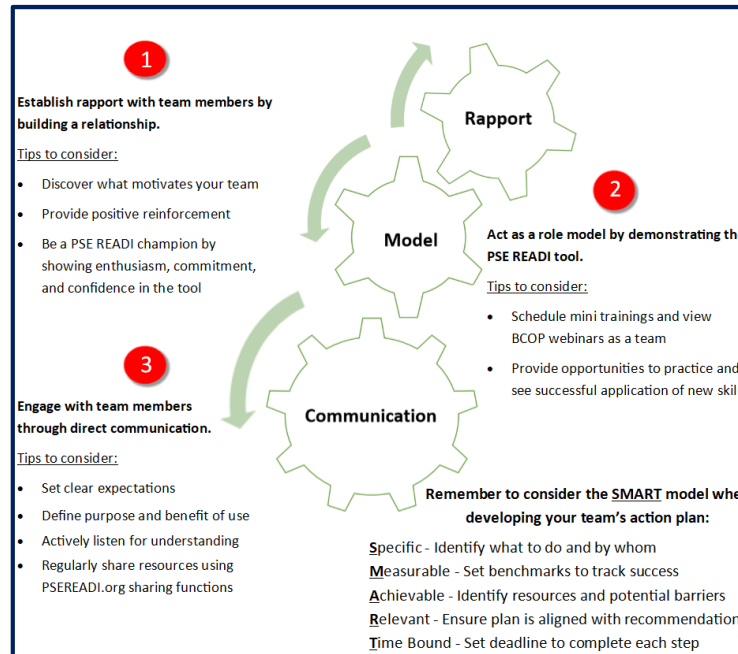 1
Establish rapport with team members by
building a relationship.
Tips to consider:
• Discover what motivates your team
• Provide positive reinforcement
• Be a PSE READI champion by
showing enthusiasm, commitment,
and confidence in the tool
Rapport
Model
Communication
2
Act as a role model by demonstrating the
PSE READI tool.
Tips to consider:
• Schedule mini trainings and view
BCOP webinars as a team
• Provide opportunities to practice and
see successful application of new skil
3
Engage with team members
through direct communication.
Tips to consider:
• Set clear expectations
• Define purpose and benefit of use
• Actively listen for understanding
• Regularly share resources using
PSEREADI.org sharing functions
Remember to consider the SMART model whe
developing your team’s action plan:
Specific - Identify what to do and by whom
Measurable - Set benchmarks to track success
Achievable - Identify resources and potential barriers
Relevant - Ensure plan is aligned with recommendation
Time Bound - Set deadline to complete each step